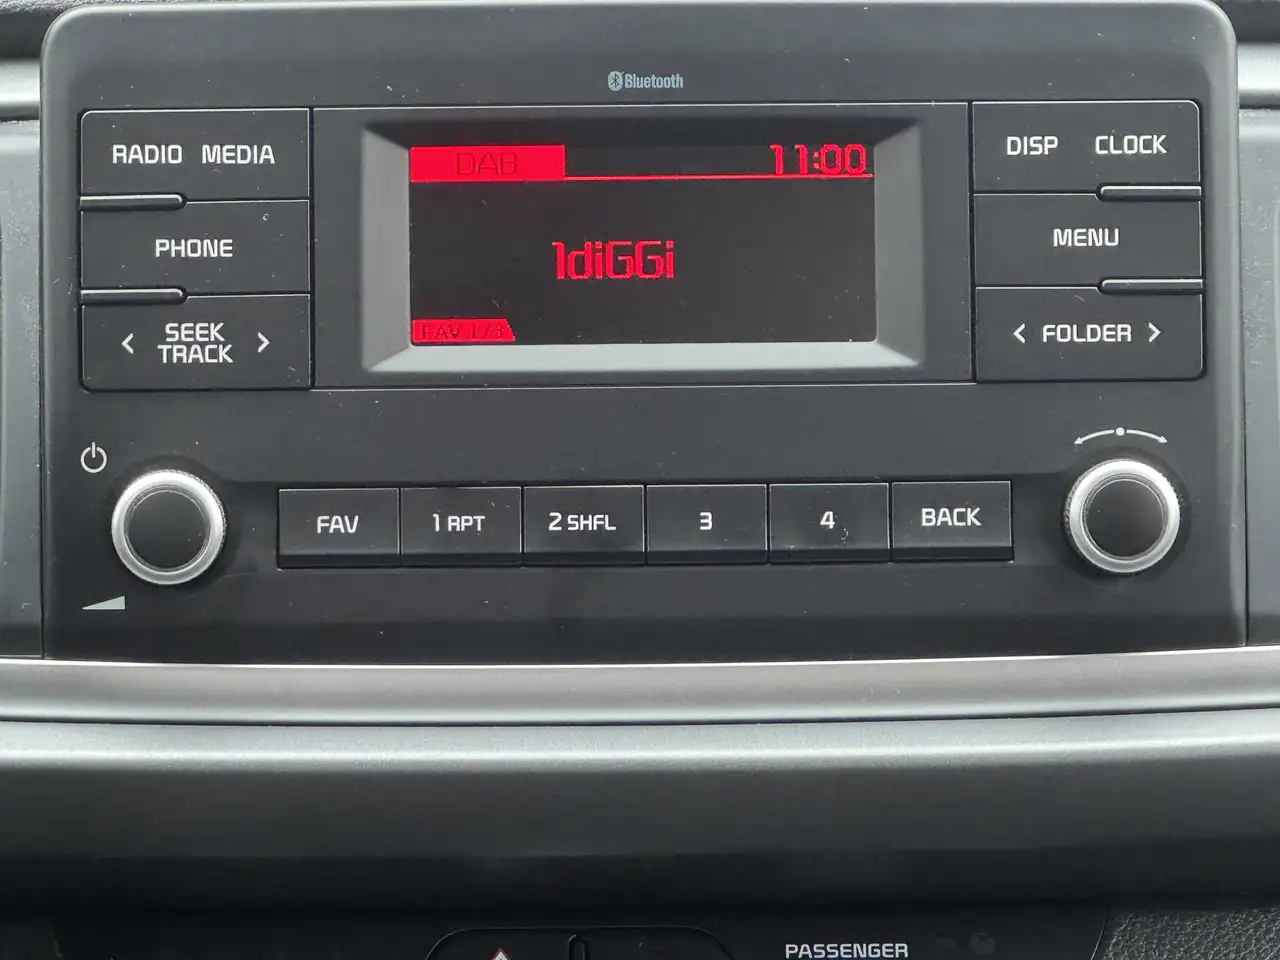 Bluetooth
RADIO MEDIA
DAB
11:00
DISP CLOCK
PHONE
1diGGi
MENU
< SEEK TRACK >
FAV 1/3
< FOLDER >
FAV
1 RPT
2 SHFL
3
4
BACK
PASSENGER